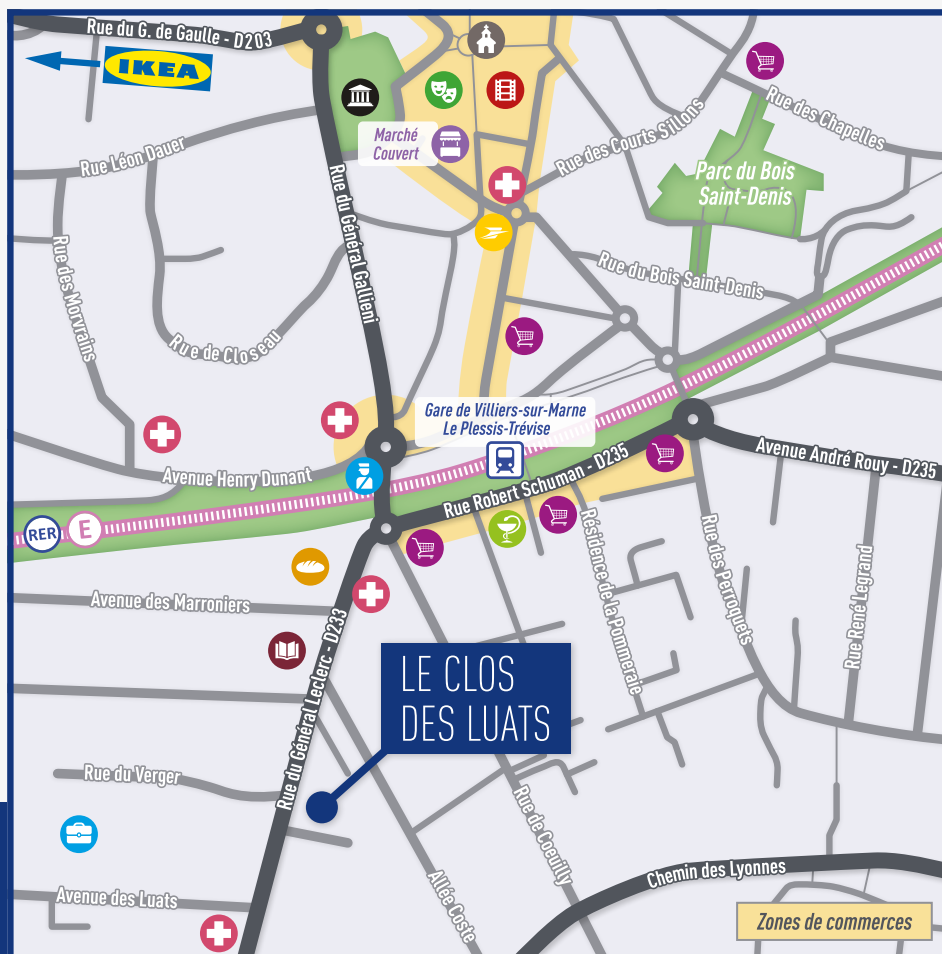 Rue du G. de Gaulle - D203
IKEA
Rue des Chapelles
Marché
Couvert
Rue des Courts Sillons
Rue Léon Dauer
Parc du Bois
Saint-Denis
Rue du Général Gallieni
Rue du Bois Saint-Denis
Rue des Morvrains
Rue de Closeau
Gare de Villiers-sur-Marne
Le Plessis-Trévise
Avenue André Rouy - D235
Avenue Henry Dunant
Rue Robert Schuman - D235
RER
E
Résidence de la Pommeraie
Rue des Perroquets
Rue René Legrand
Avenue des Marroniers
Rue du Général Leclerc - D233
LE CLOS
DES LUATS
Rue du Verger
Rue de Coeuilly
Allée Coste
Chemin des Lyonnes
Avenue des Luats
Zones de commerces